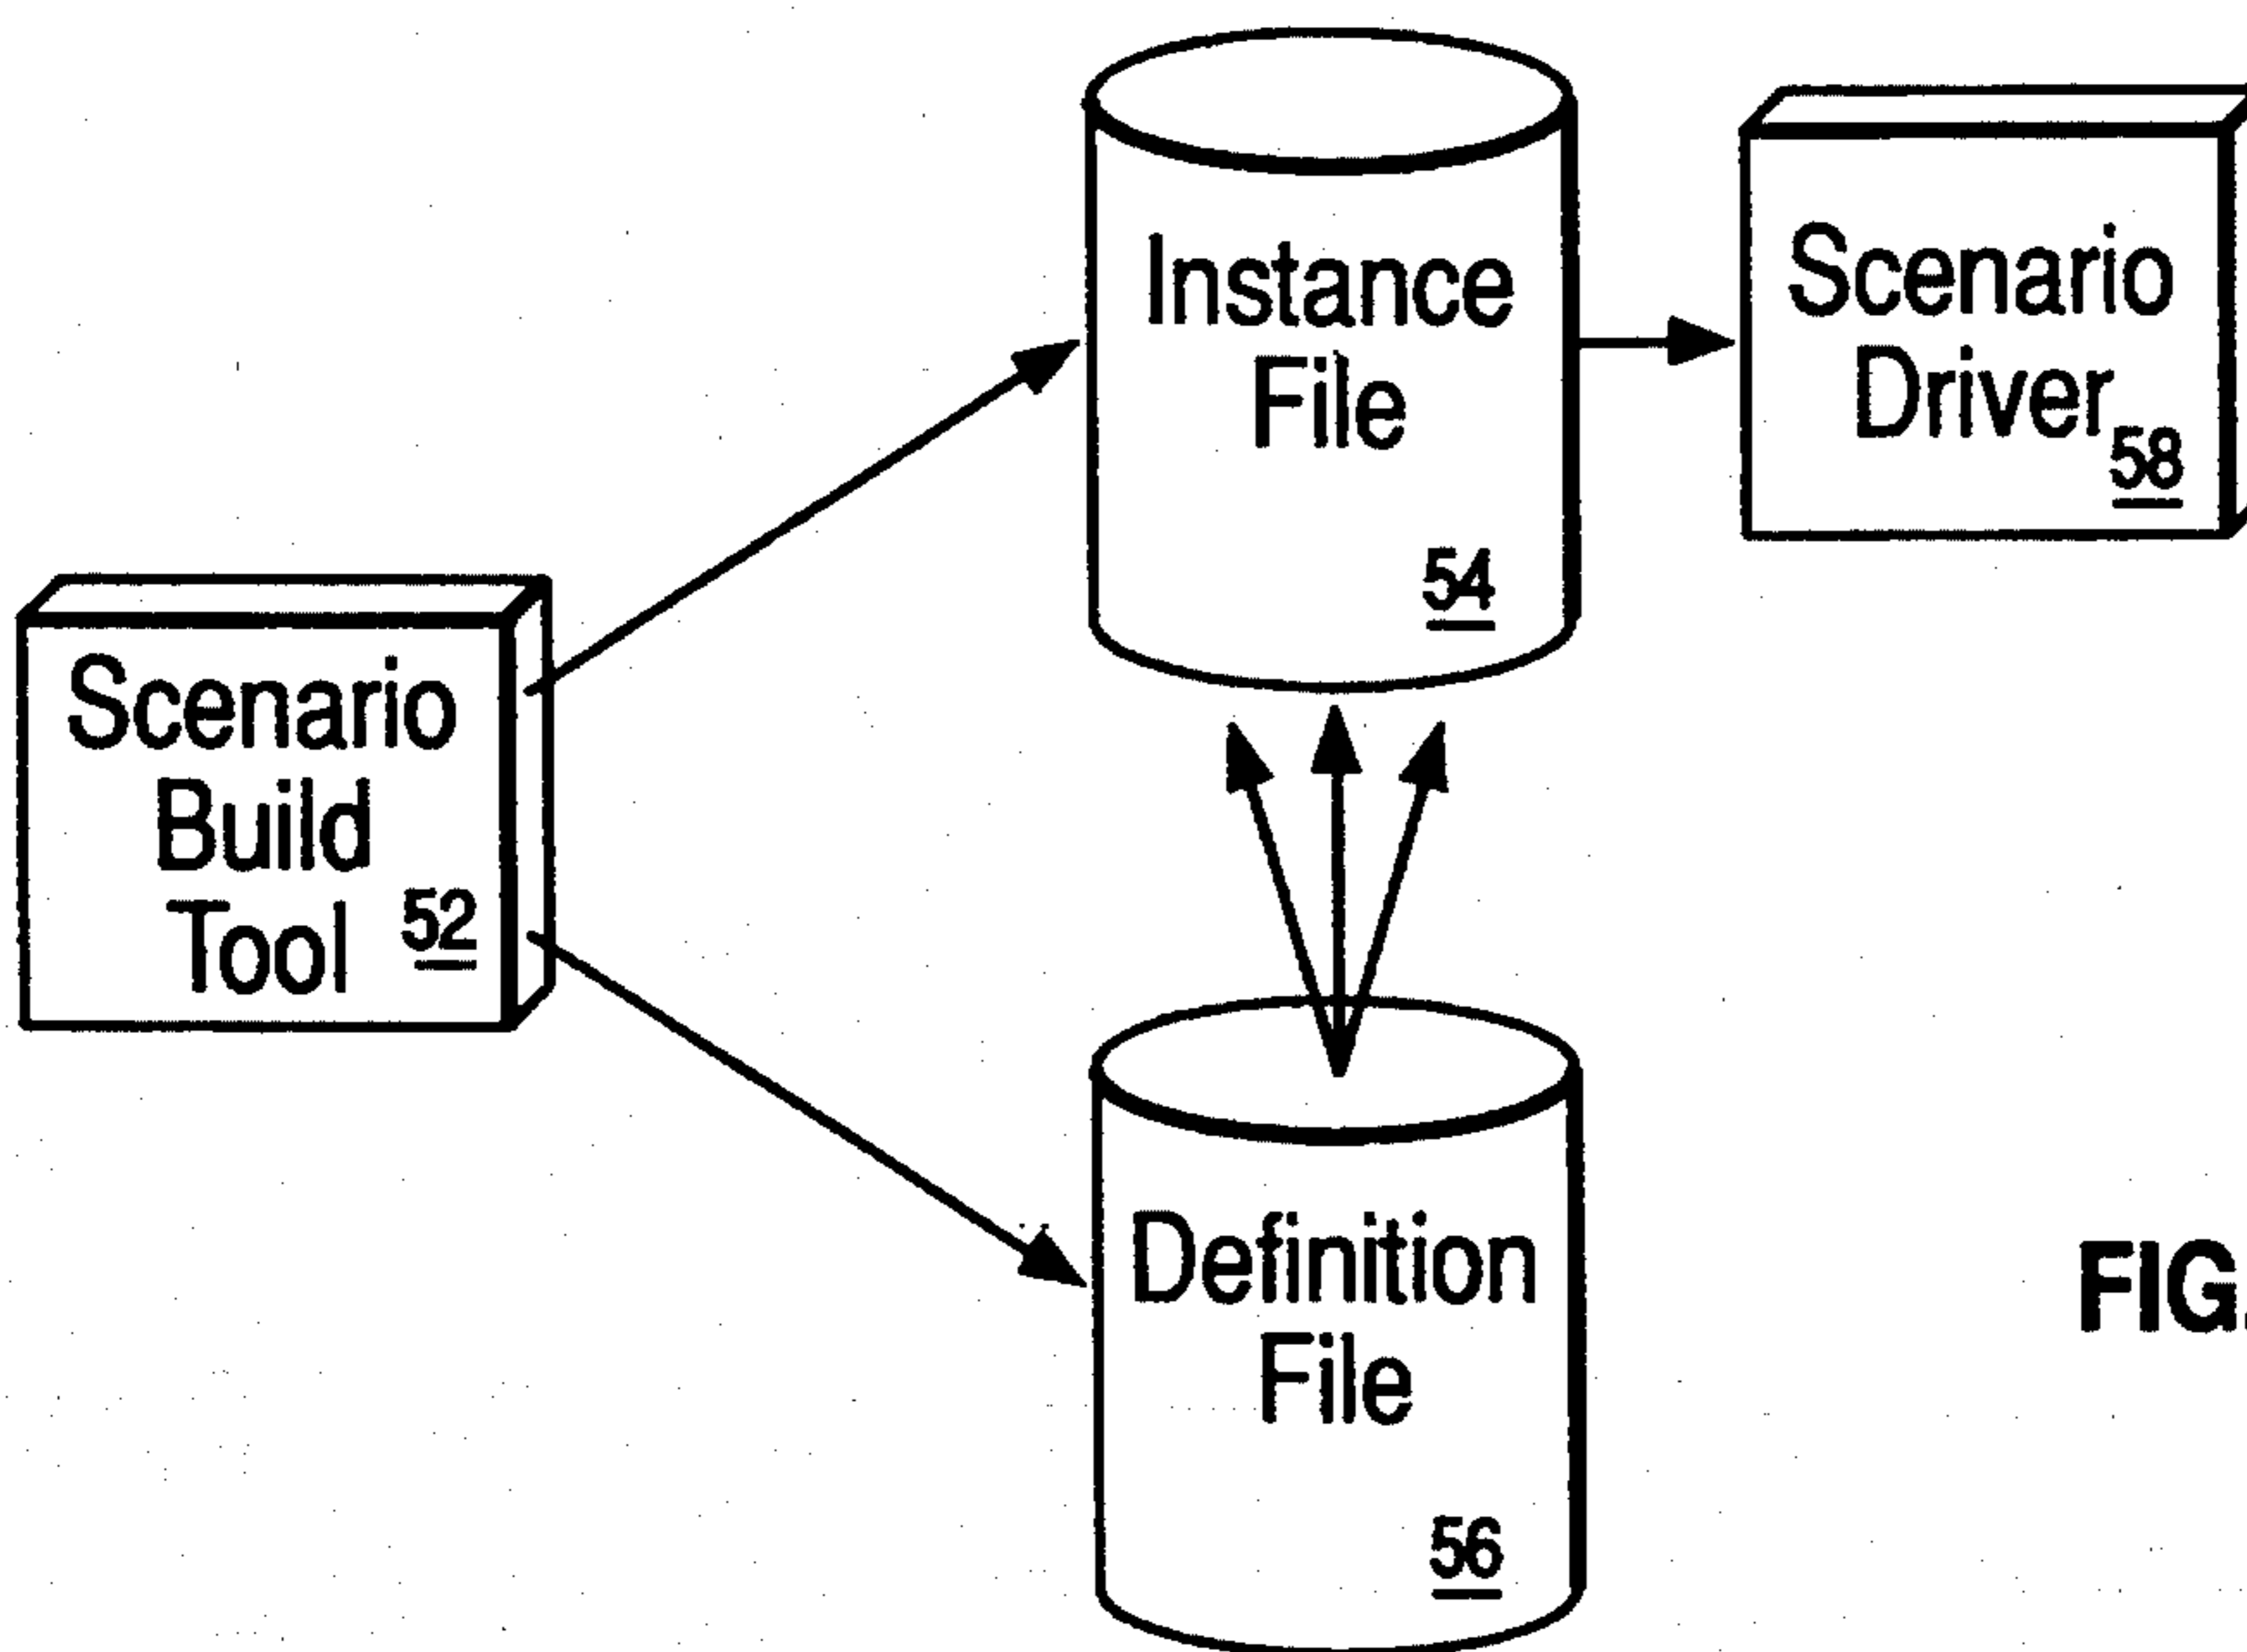 Instance
File
54
Scenario
Driver
58
Scenario
Build
Tool
52
Definition
File
56
FIG.